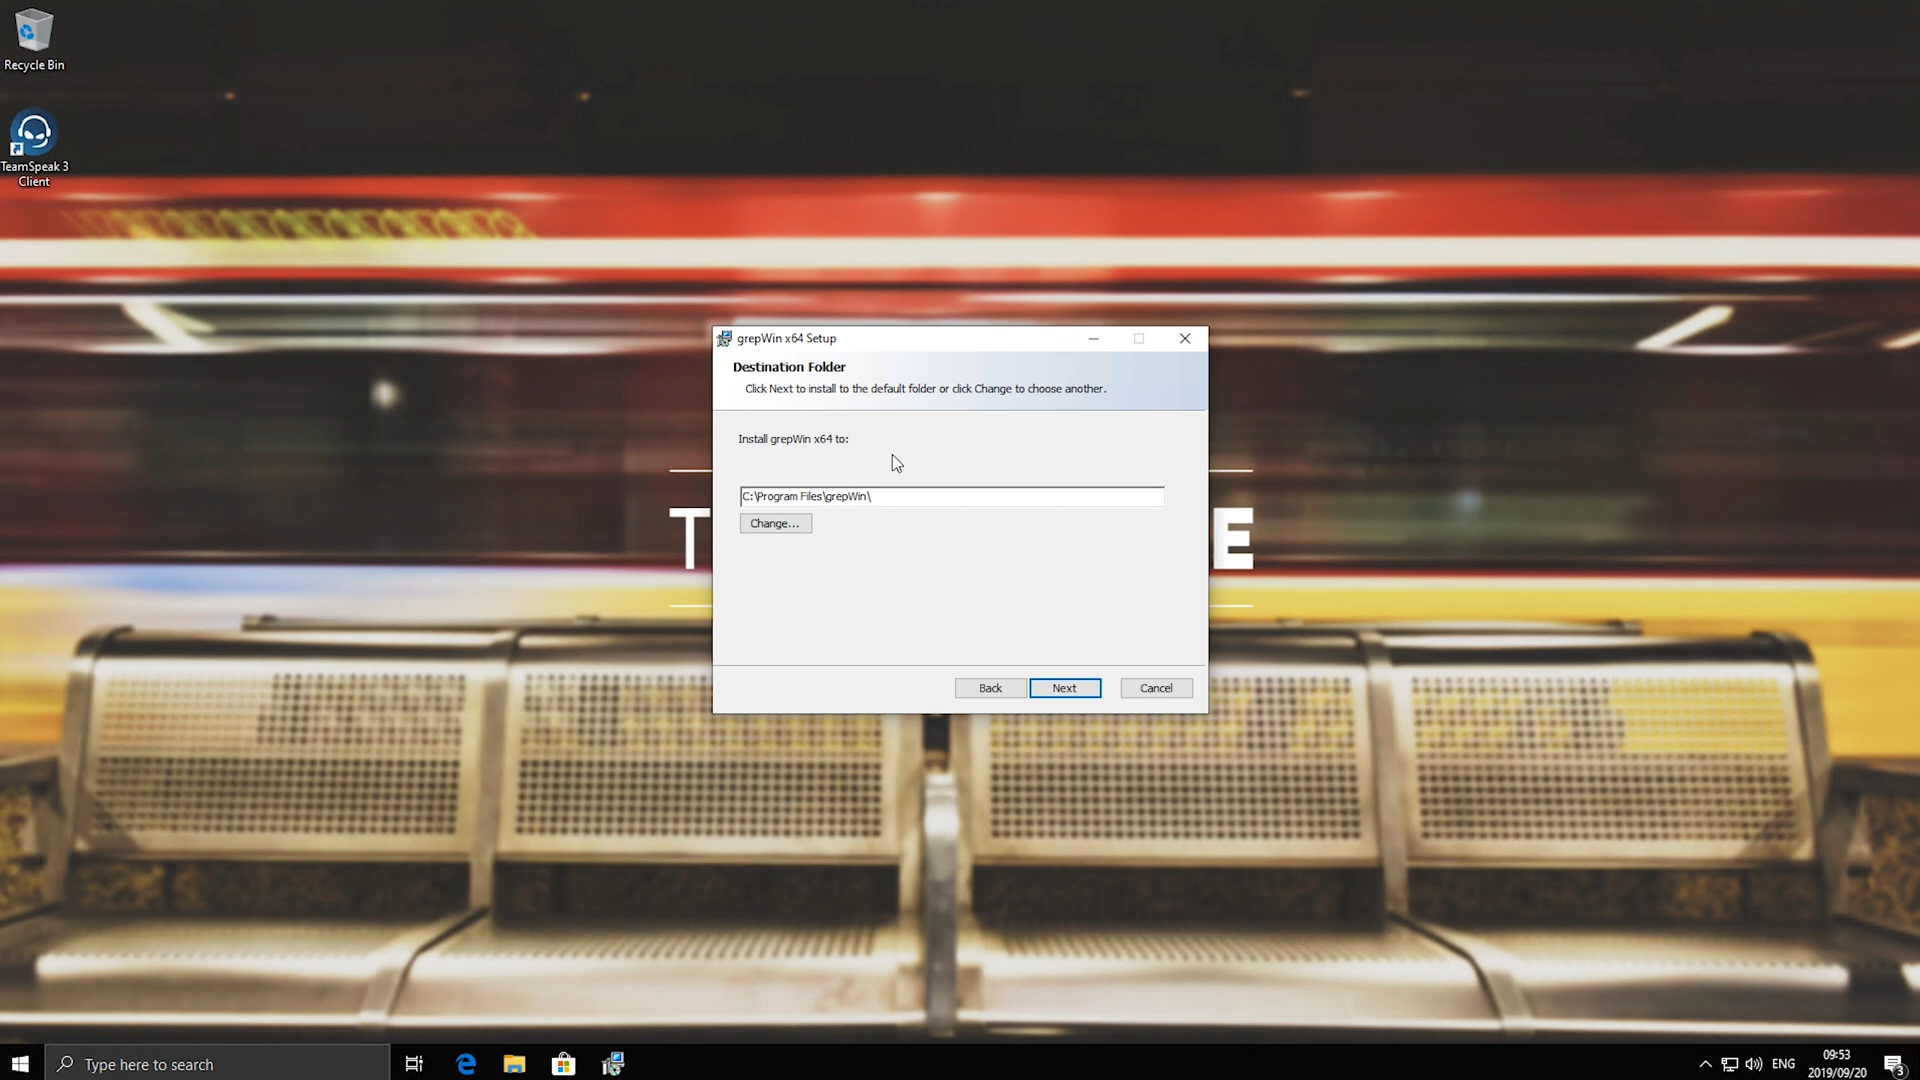 Recycle Bin
TeamSpeak 3
Client
grepWin x64 Setup
Destination Folder
Click Next to install to the default folder or click Change to choose another.
Install grepWin x64 to:
C:\Program Files\grepWin\
Change...
T
E
Back
Next
Cancel
Type here to search
ENG
09:53
2019/09/20
3